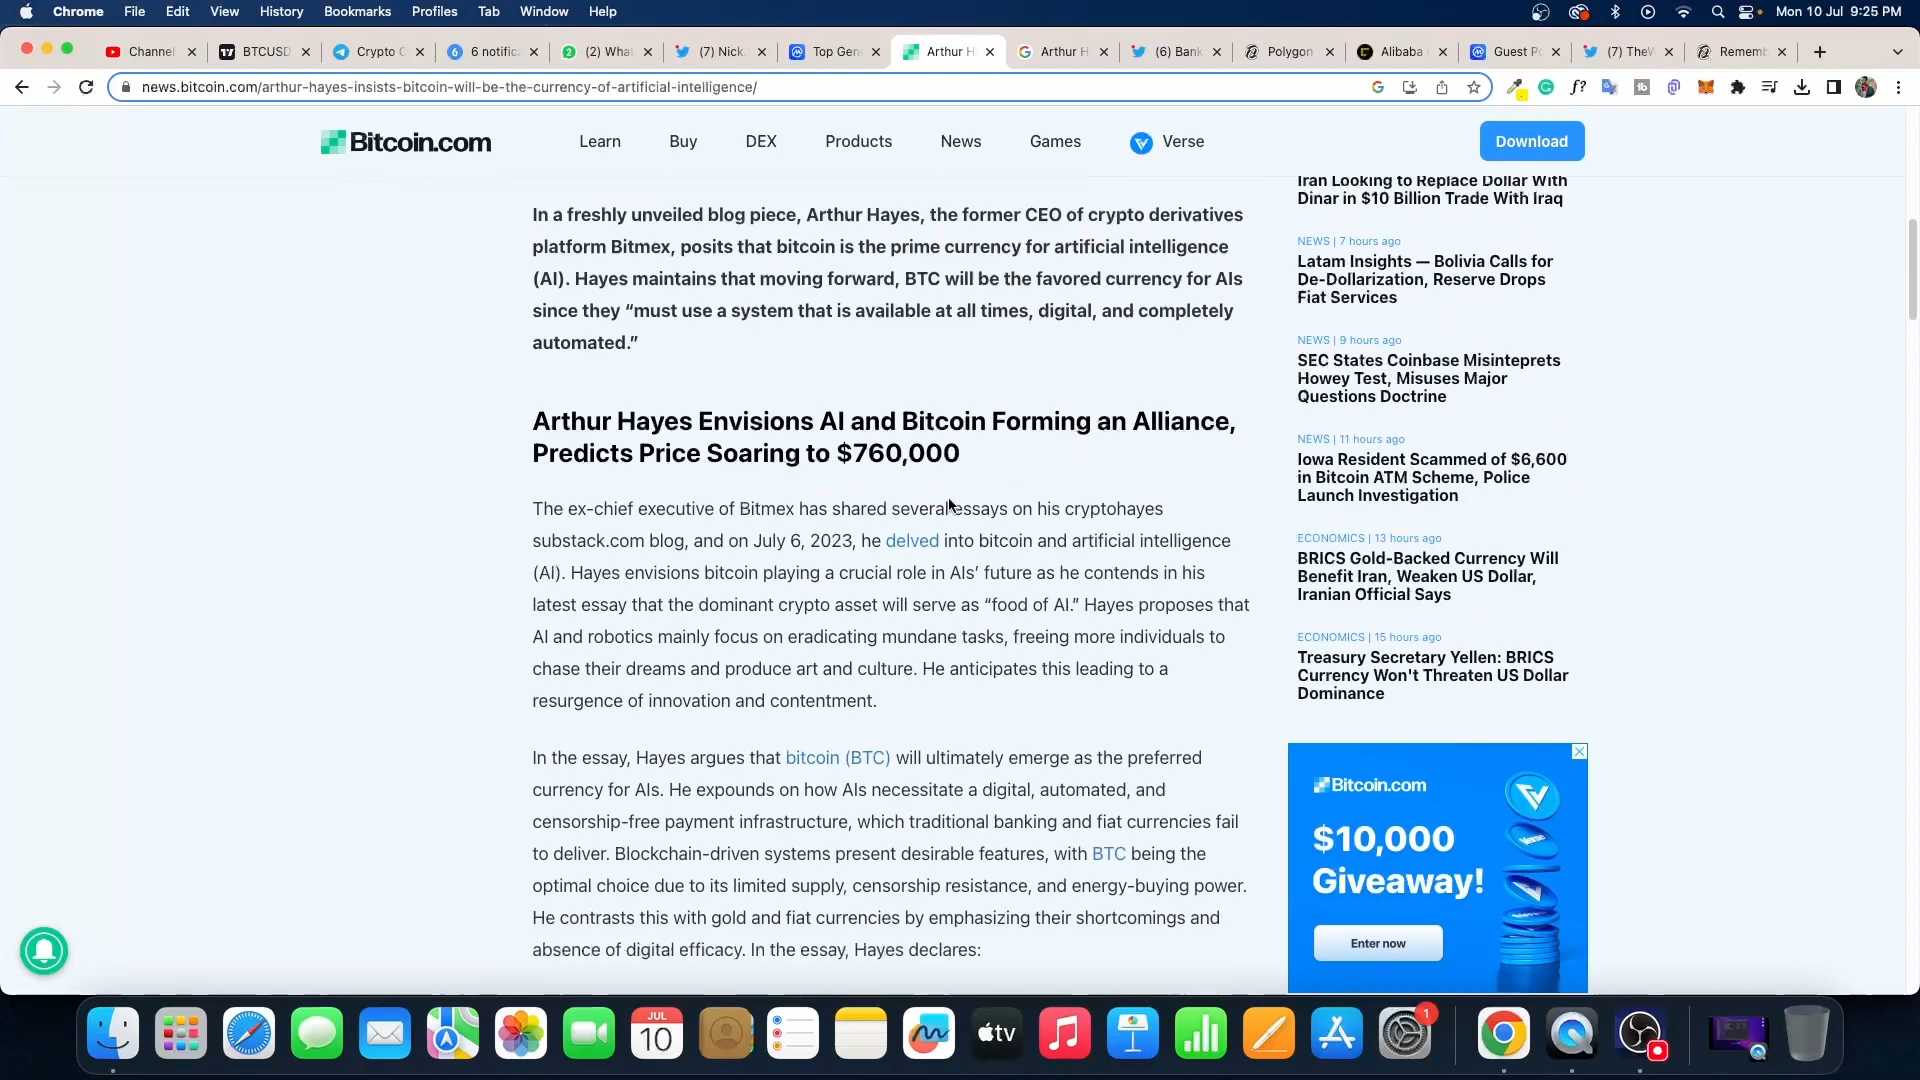 Chrome File Edit View History Bookmarks Profiles Tab Window Help Mon 10 Jul 9:25 PM
Channel BTCUSD Crypto 6 notific (2) What (7) Nick. Top Gen Arthur H Arthur H (6) Bank Polygon Alibaba Guest P (7) TheV Rememb
news.bitcoin.com/arthur-hayes-insists-bitcoin-will-be-the-currency-of-artificial-intelligence/
Bitcoin.com Learn Buy DEX Products News Games Verse Download
In a freshly unveiled blog piece, Arthur Hayes, the former CEO of crypto derivatives
platform Bitmex, posits that bitcoin is the prime currency for artificial intelligence
(AI). Hayes maintains that moving forward, BTC will be the favored currency for AIs
since they “must use a system that is available at all times, digital, and completely
automated.”
Arthur Hayes Envisions AI and Bitcoin Forming an Alliance,
Predicts Price Soaring to $760,000
The ex-chief executive of Bitmex has shared several essays on his cryptohayes
substack.com blog, and on July 6, 2023, he delved into bitcoin and artificial intelligence
(AI). Hayes envisions bitcoin playing a crucial role in AIs’ future as he contends in his
latest essay that the dominant crypto asset will serve as “food of AI.” Hayes proposes that
AI and robotics mainly focus on eradicating mundane tasks, freeing more individuals to
chase their dreams and produce art and culture. He anticipates this leading to a
resurgence of innovation and contentment.
In the essay, Hayes argues that bitcoin (BTC) will ultimately emerge as the preferred
currency for AIs. He expounds on how AIs necessitate a digital, automated, and
censorship-free payment infrastructure, which traditional banking and fiat currencies fail
to deliver. Blockchain-driven systems present desirable features, with BTC being the
optimal choice due to its limited supply, censorship resistance, and energy-buying power.
He contrasts this with gold and fiat currencies by emphasizing their shortcomings and
absence of digital efficacy. In the essay, Hayes declares:
Iran Looking to Replace Dollar With
Dinar in $10 Billion Trade With Iraq
NEWS | 7 hours ago
Latam Insights — Bolivia Calls for
De-Dollarization, Reserve Drops
Fiat Services
NEWS | 9 hours ago
SEC States Coinbase Misinteprets
Howey Test, Misuses Major
Questions Doctrine
NEWS | 11 hours ago
Iowa Resident Scammed of $6,600
in Bitcoin ATM Scheme, Police
Launch Investigation
ECONOMICS | 13 hours ago
BRICS Gold-Backed Currency Will
Benefit Iran, Weaken US Dollar,
Iranian Official Says
ECONOMICS | 15 hours ago
Treasury Secretary Yellen: BRICS
Currency Won't Threaten US Dollar
Dominance
Bitcoin.com
$10,000
Giveaway!
Enter now
JUL
10
tv
1